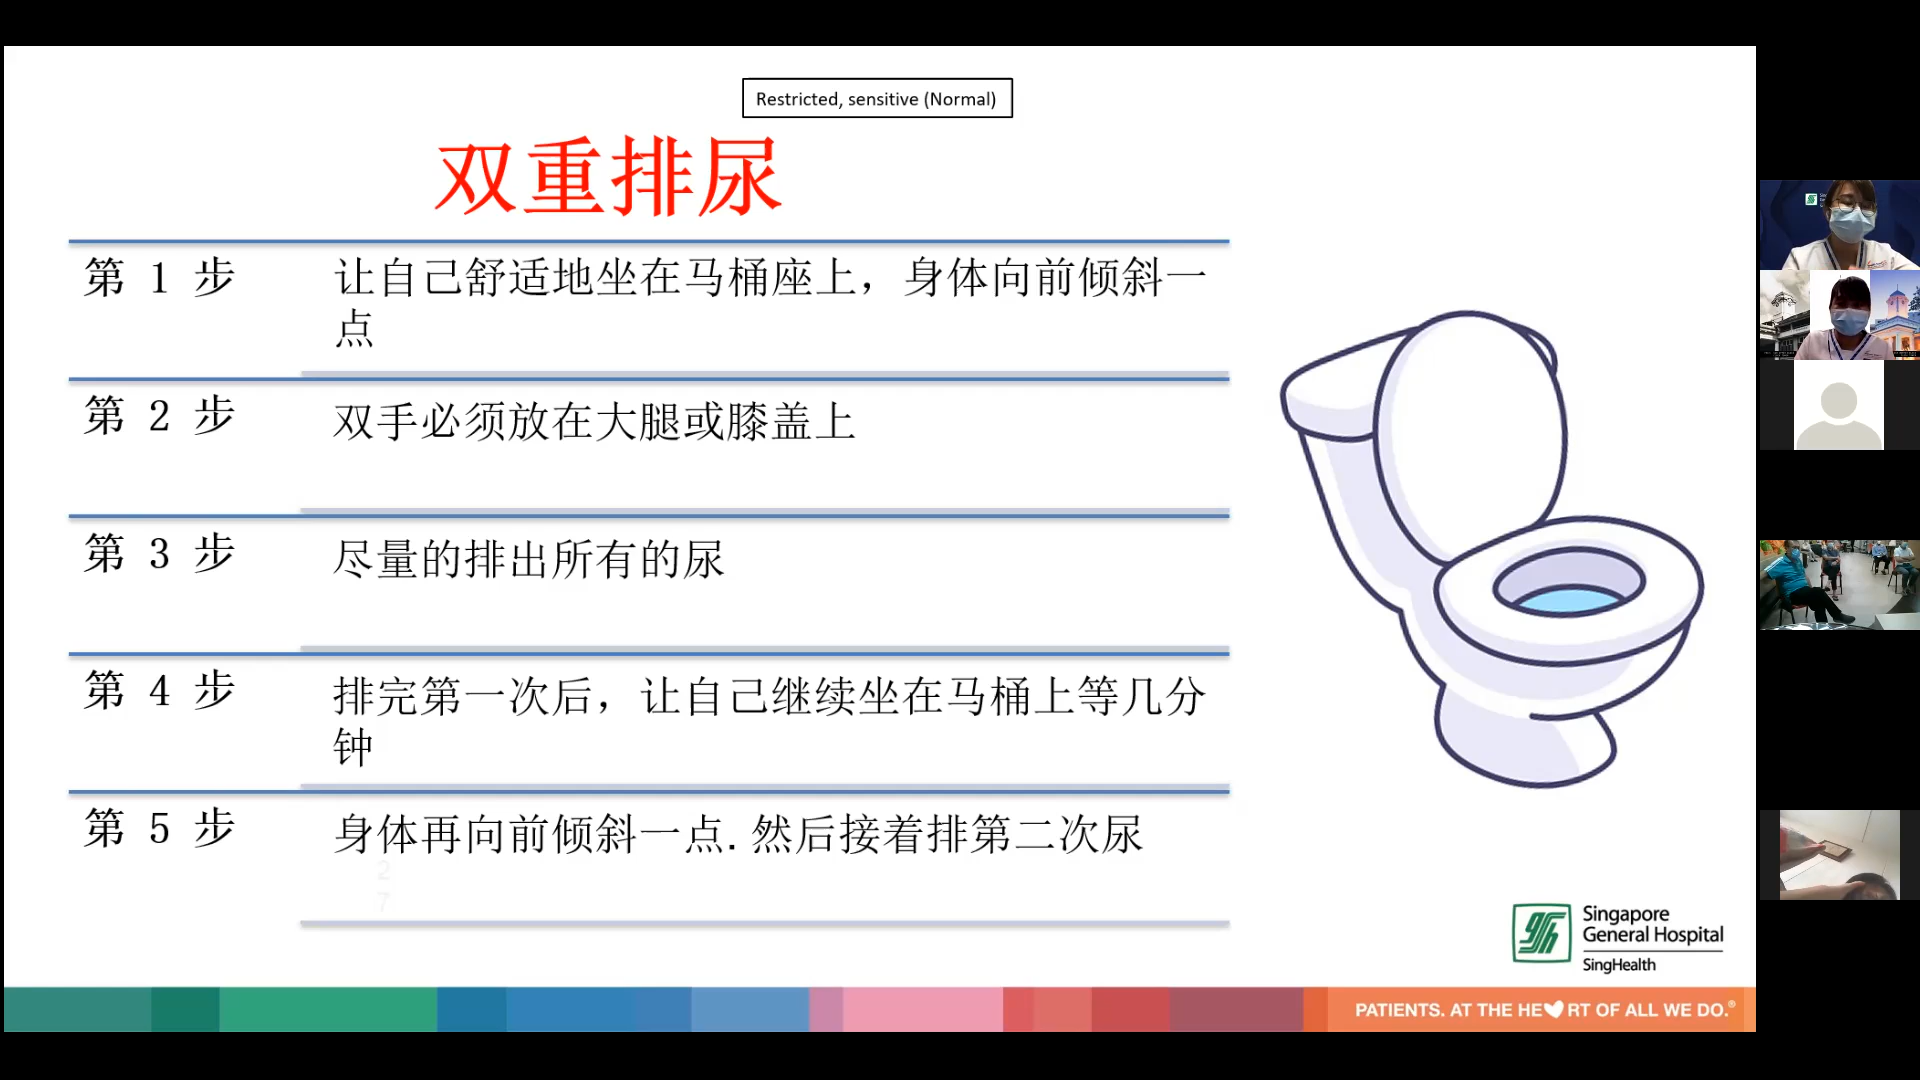 Restricted, sensitive (Normal)
双重排尿
第 1 步
让自己舒适地坐在马桶座上，身体向前倾斜一
点
第 2 步
双手必须放在大腿或膝盖上
第 3 步
尽量的排出所有的尿
第 4 步
排完第一次后，让自己继续坐在马桶上等几分
钟
第 5 步
身体再向前倾斜一点.然后接着排第二次尿
2
7
Singapore
General Hospital
SingHealth
PATIENTS. AT THE HE RT OF ALL WE DO.®